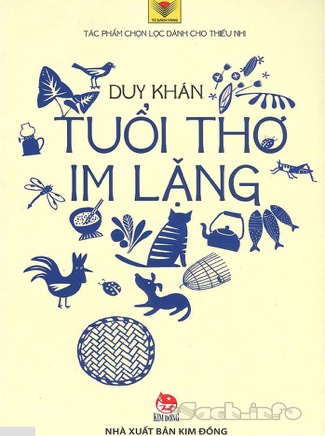 TỦ SÁCH VÀNG
TÁC PHẨM CHỌN LỌC DÀNH CHO THIẾU NHI
DUY KHÁN
TUỔI THƠ
IM LẶNG
KIM ĐỒNG
Sach.info
NHÀ XUẤT BẢN KIM ĐỒNG